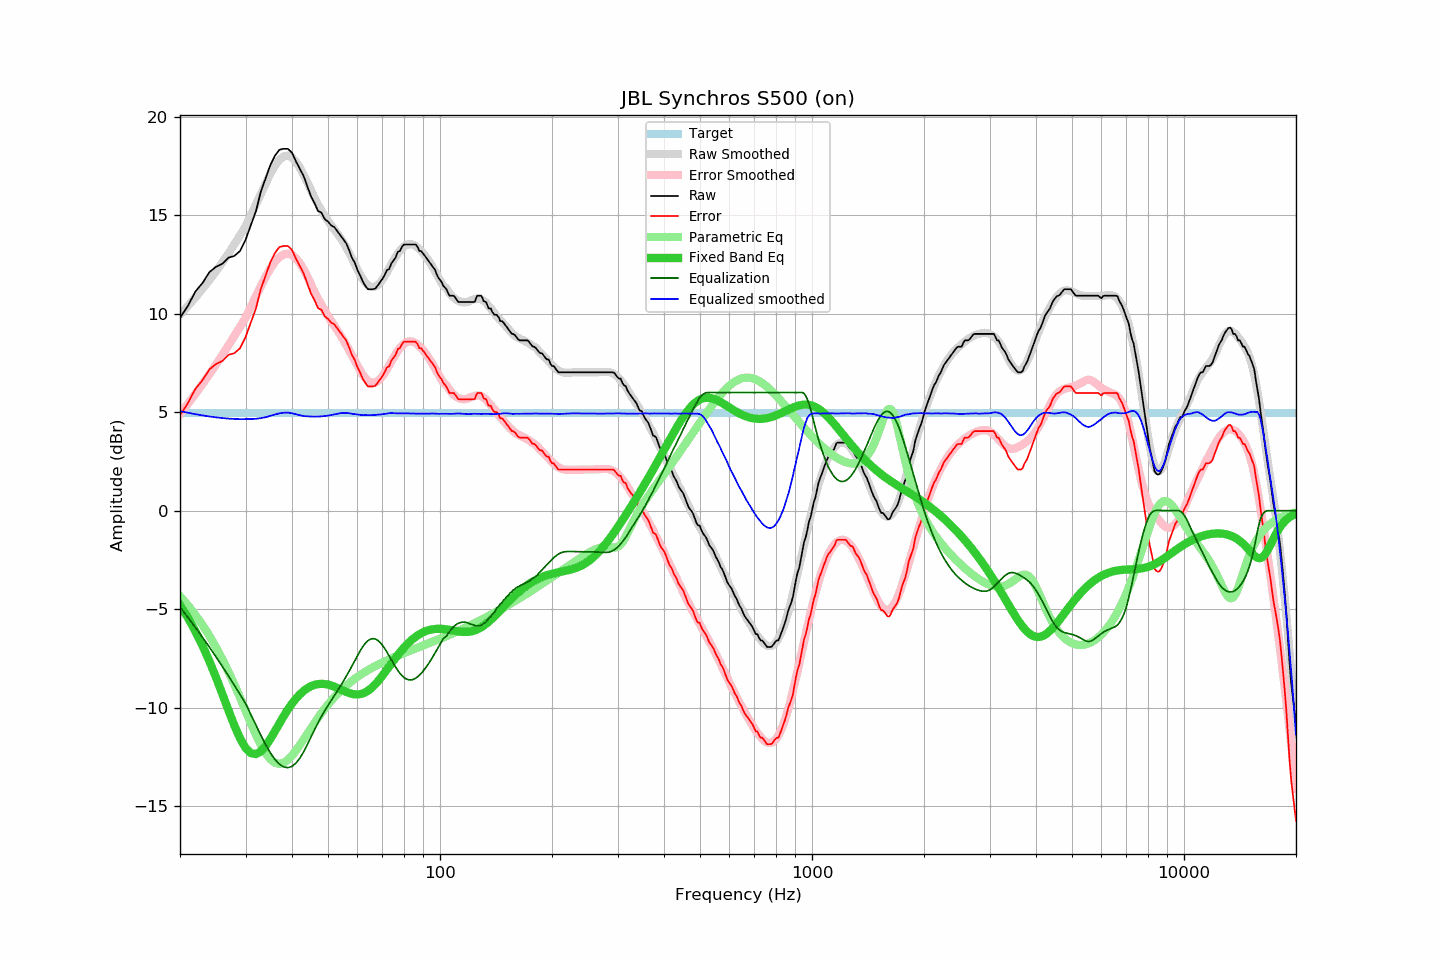 JBL Synchros S500 (on)
Target
Raw Smoothed
Error Smoothed
Raw
Error
Parametric Eq
Fixed Band Eq
Equalization
Equalized smoothed
Amplitude (dBr)
20
15
10
5
0
−5
−10
−15
100
1000
10000
Frequency (Hz)